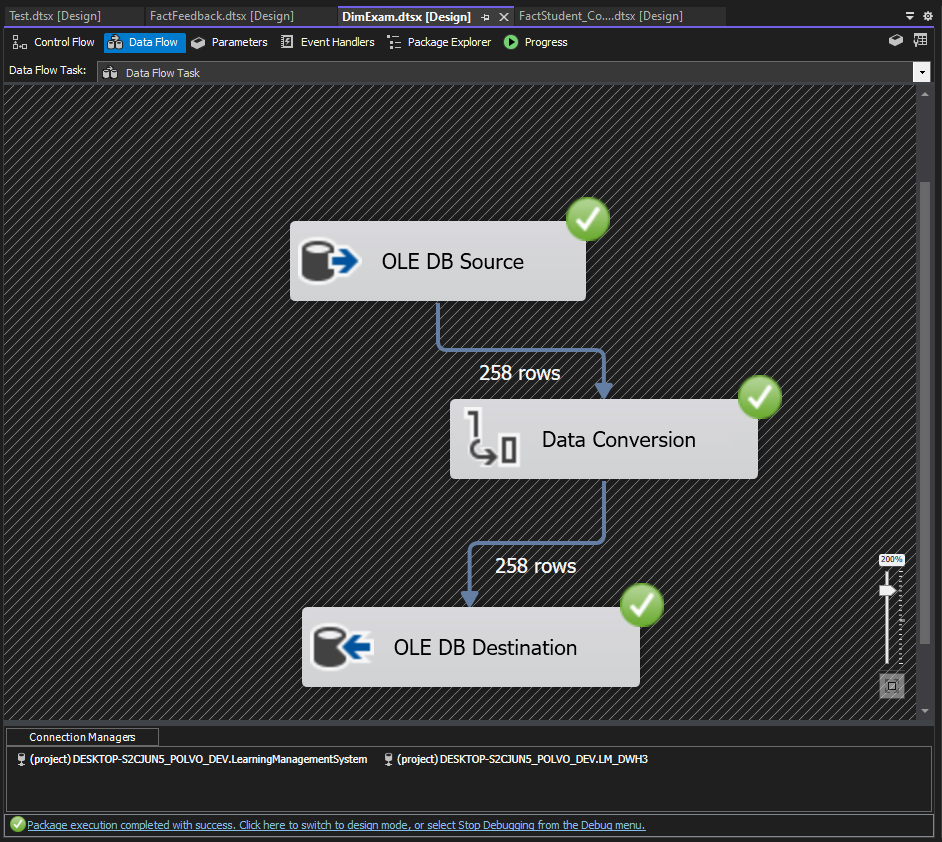 Test.dtsx [Design] FactFeedback.dtsx [Design] DimExam.dtsx [Design] FactStudent_Co....dtsx [Design]
Control Flow Data Flow Parameters Event Handlers Package Explorer Progress
Data Flow Task: Data Flow Task
OLE DB Source
258 rows
Data Conversion
258 rows
200%
OLE DB Destination
Connection Managers
(project) DESKTOP-S2CJUN5_POLVO_DEV.LearningManagementSystem (project) DESKTOP-S2CJUN5_POLVO_DEV.LM_DWH3
Package execution completed with success. Click here to switch to design mode, or select Stop Debugging from the Debug menu.